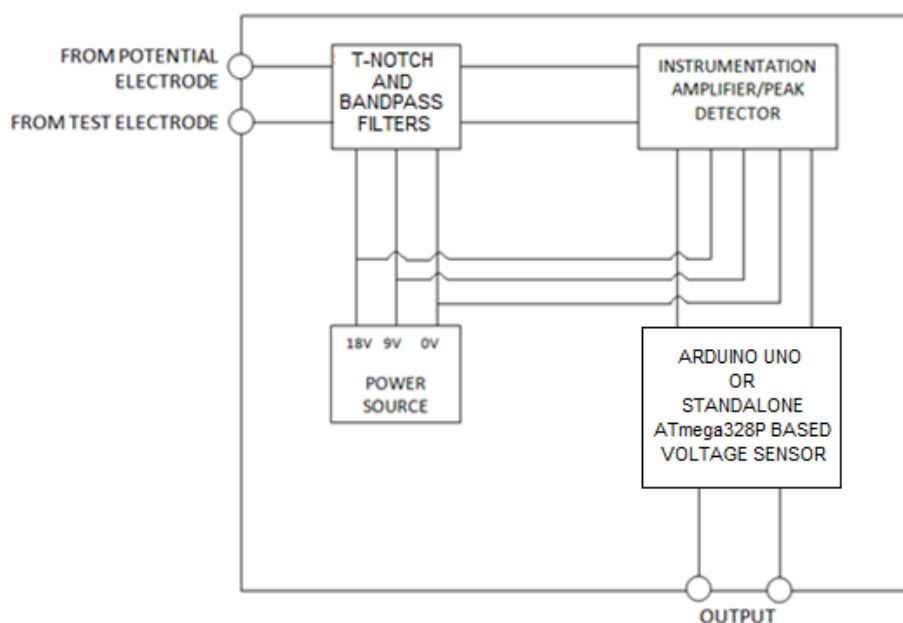 FROM POTENTIAL
ELECTRODE
FROM TEST ELECTRODE
T-NOTCH
AND
BANDPASS
FILTERS
INSTRUMENTATION
AMPLIFIER/PEAK
DETECTOR
18V 9V 0V
POWER
SOURCE
ARDUINO UNO
OR
STANDALONE
ATmega328P BASED
VOLTAGE SENSOR
OUTPUT